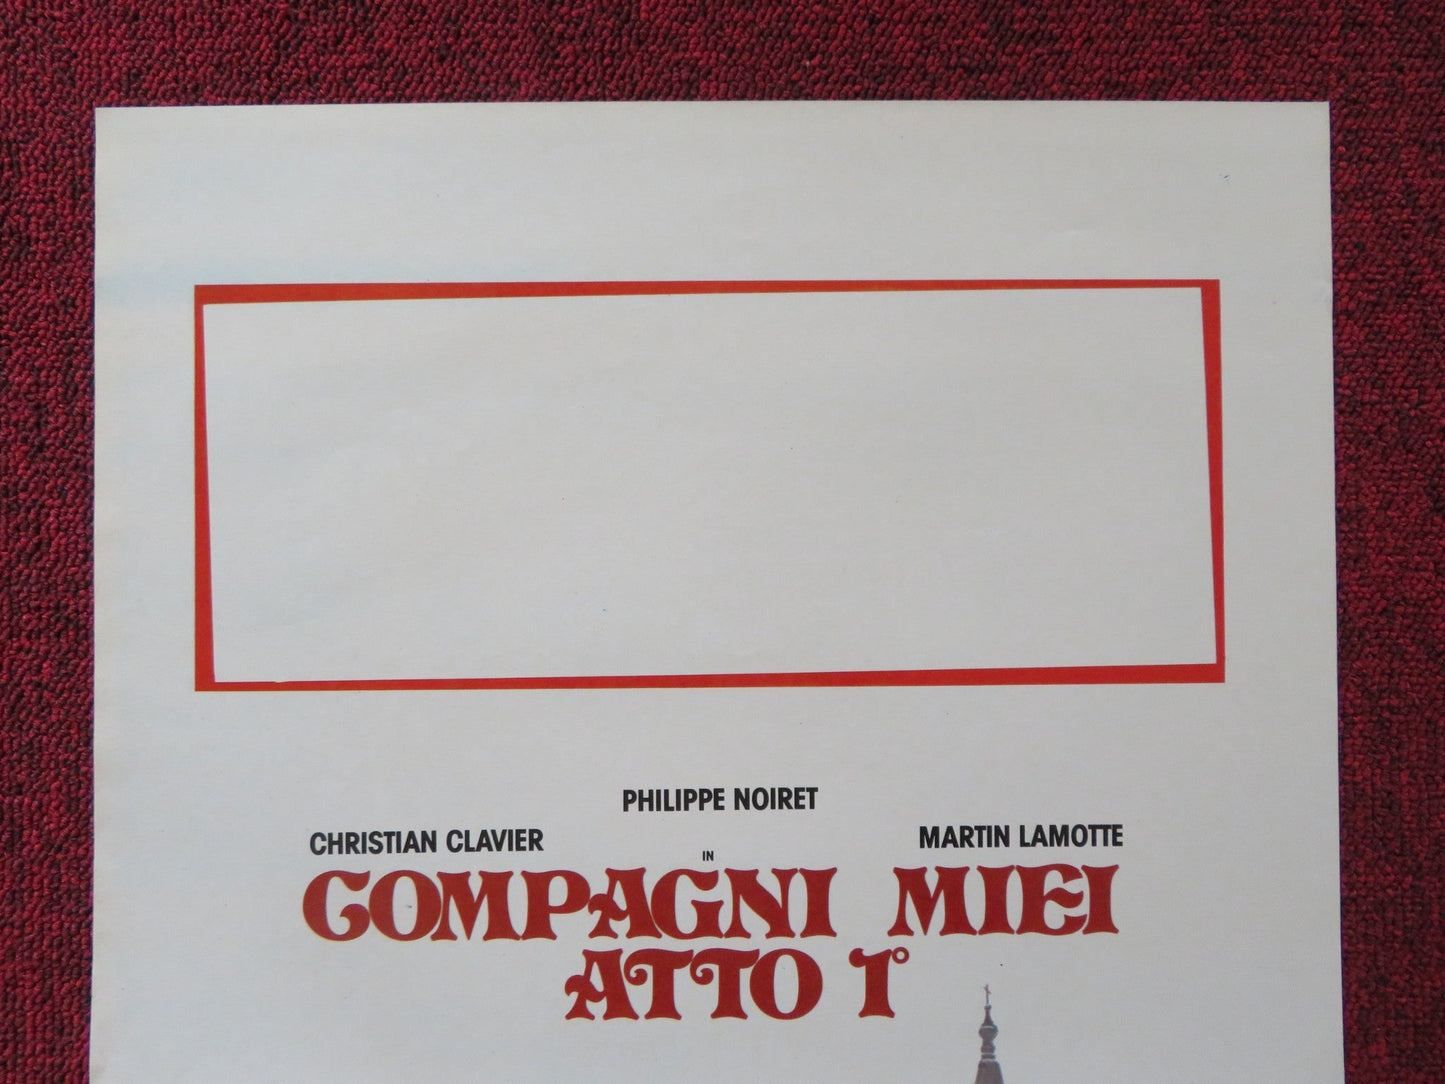 PHILIPPE NOIRET
CHRISTIAN CLAVIER
MARTIN LAMOTTE
IN
COMPAGNI MIEI
ATTO 1°